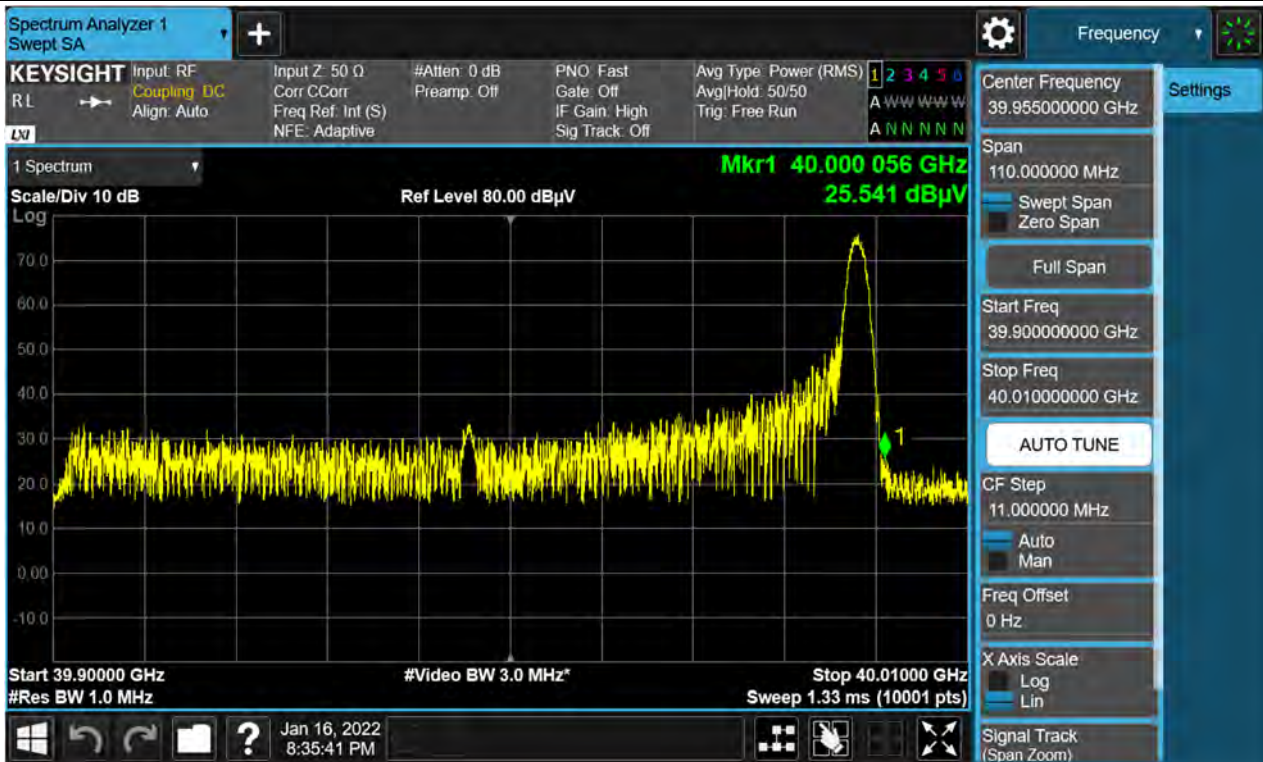 Spectrum Analyzer 1
Swept SA
+
Frequency
KEYSIGHT
RL
LXI
Input: RF
Coupling: DC
Align: Auto
Input Z: 50 Ω
Corr CCorr
Freq Ref: Int (S)
NFE: Adaptive
#Atten: 0 dB
Preamp: Off
PNO: Fast
Gate: Off
IF Gain: High
Sig Track: Off
Avg Type: Power (RMS)
Avg|Hold: 50/50
Trig: Free Run
1 2 3 4 5 6
A W W W W W
A N N N N N
1 Spectrum
Scale/Div 10 dB
Ref Level 80.00 dBµV
Mkr1 40.000 056 GHz
25.541 dBµV
Log
70.0
60.0
50.0
40.0
30.0
20.0
10.0
0.00
-10.0
1
Start 39.90000 GHz
#Res BW 1.0 MHz
#Video BW 3.0 MHz*
Stop 40.01000 GHz
Sweep 1.33 ms (10001 pts)
Center Frequency
39.955000000 GHz
Settings
Span
110.000000 MHz
Swept Span
Zero Span
Full Span
Start Freq
39.900000000 GHz
Stop Freq
40.010000000 GHz
AUTO TUNE
CF Step
11.000000 MHz
Auto
Man
Freq Offset
0 Hz
X Axis Scale
Log
Lin
Signal Track
(Span Zoom)
?
Jan 16, 2022
8:35:41 PM